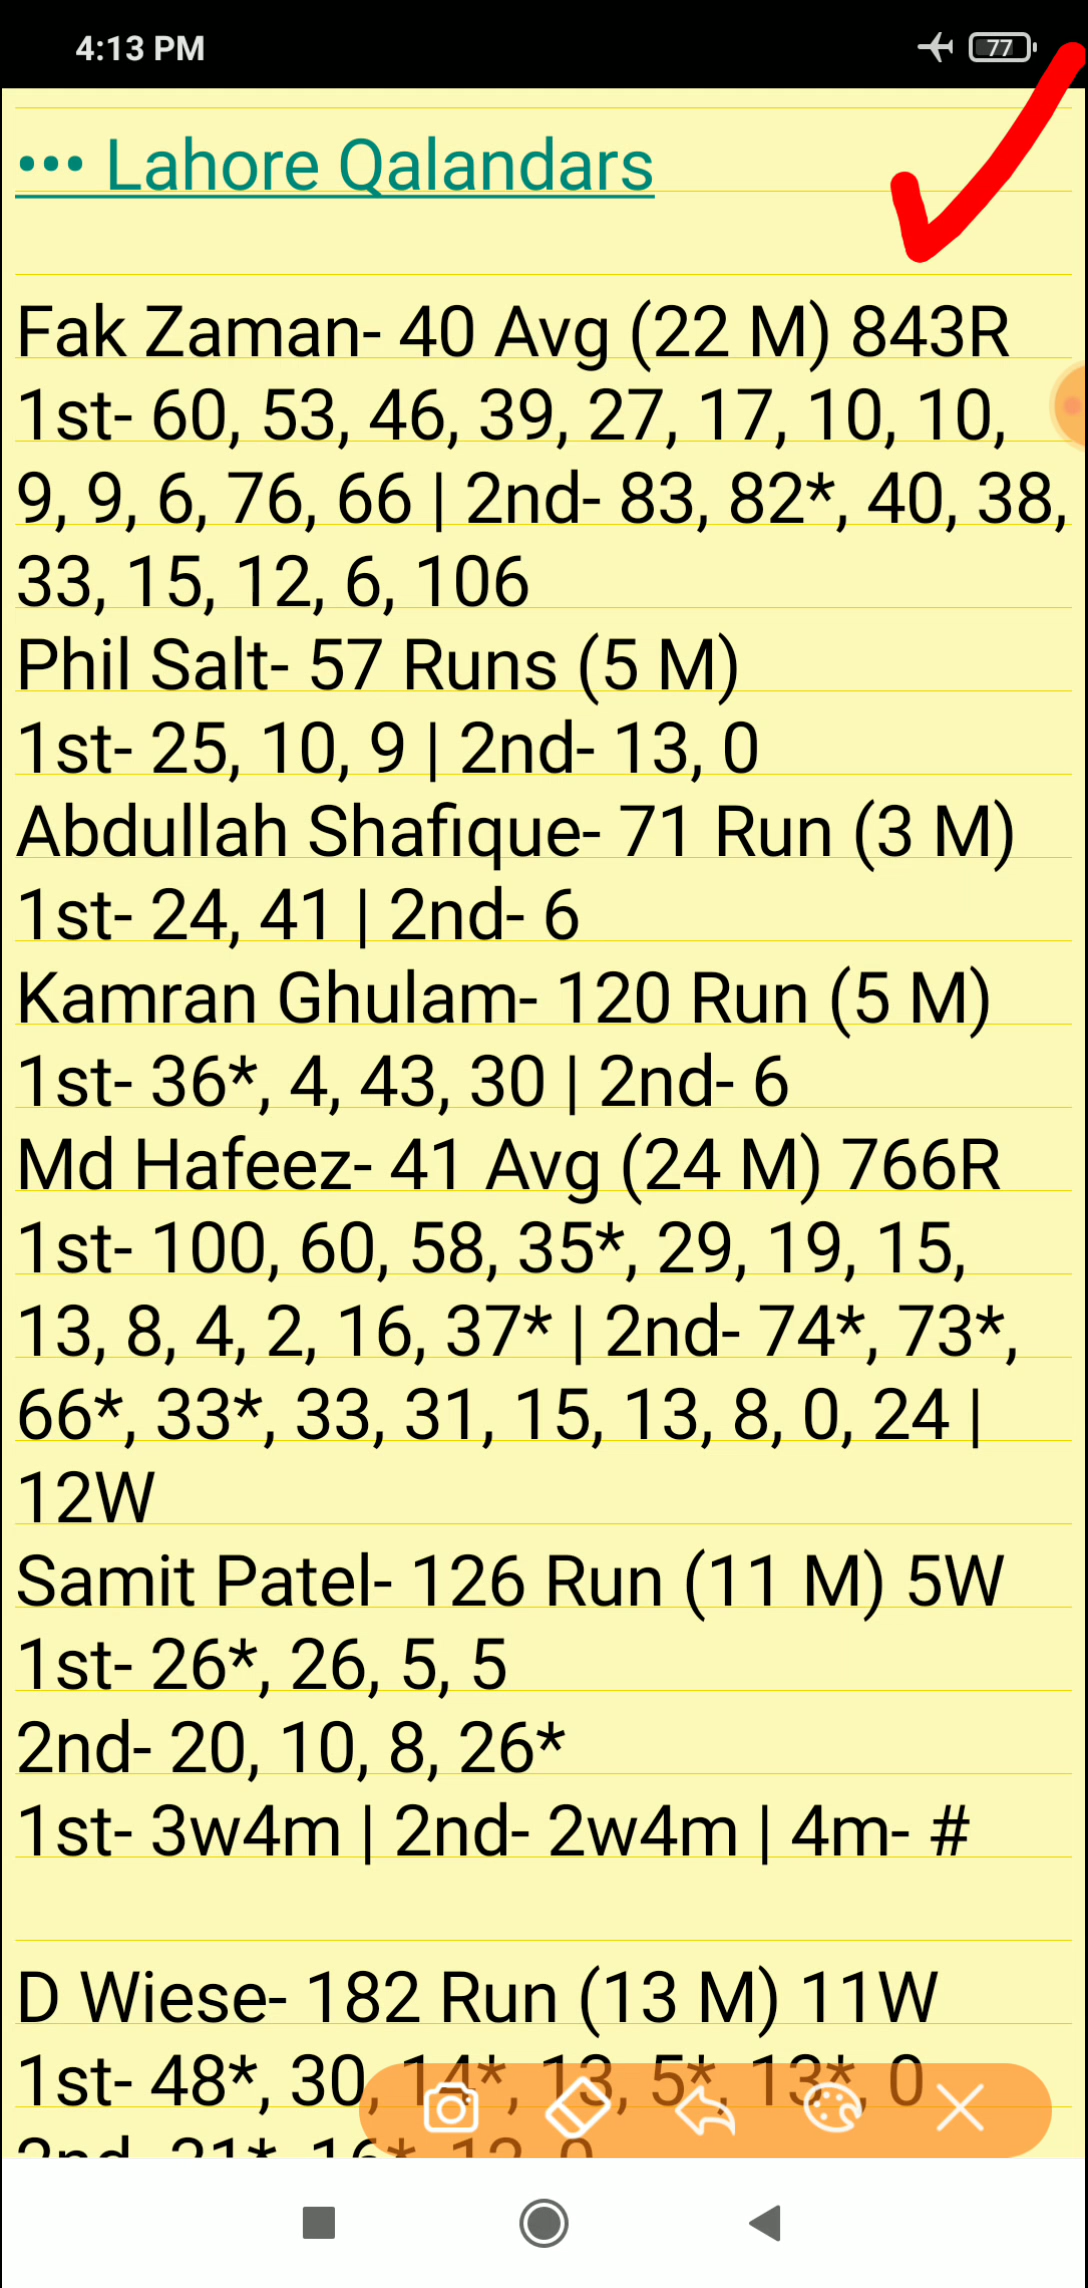 4:13 PM
77
••• Lahore Qalandars
Fak Zaman- 40 Avg (22 M) 843R
1st- 60, 53, 46, 39, 27, 17, 10, 10,
9, 9, 6, 76, 66 | 2nd- 83, 82*, 40, 38,
33, 15, 12, 6, 106
Phil Salt- 57 Runs (5 M)
1st- 25, 10, 9 | 2nd- 13, 0
Abdullah Shafique- 71 Run (3 M)
1st- 24, 41 | 2nd- 6
Kamran Ghulam- 120 Run (5 M)
1st- 36*, 4, 43, 30 | 2nd- 6
Md Hafeez- 41 Avg (24 M) 766R
1st- 100, 60, 58, 35*, 29, 19, 15,
13, 8, 4, 2, 16, 37* | 2nd- 74*, 73*,
66*, 33*, 33, 31, 15, 13, 8, 0, 24 |
12W
Samit Patel- 126 Run (11 M) 5W
1st- 26*, 26, 5, 5
2nd- 20, 10, 8, 26*
1st- 3w4m | 2nd- 2w4m | 4m- #
D Wiese- 182 Run (13 M) 11W
1st- 48*, 30, 14*, 13, 5*, 13*, 0